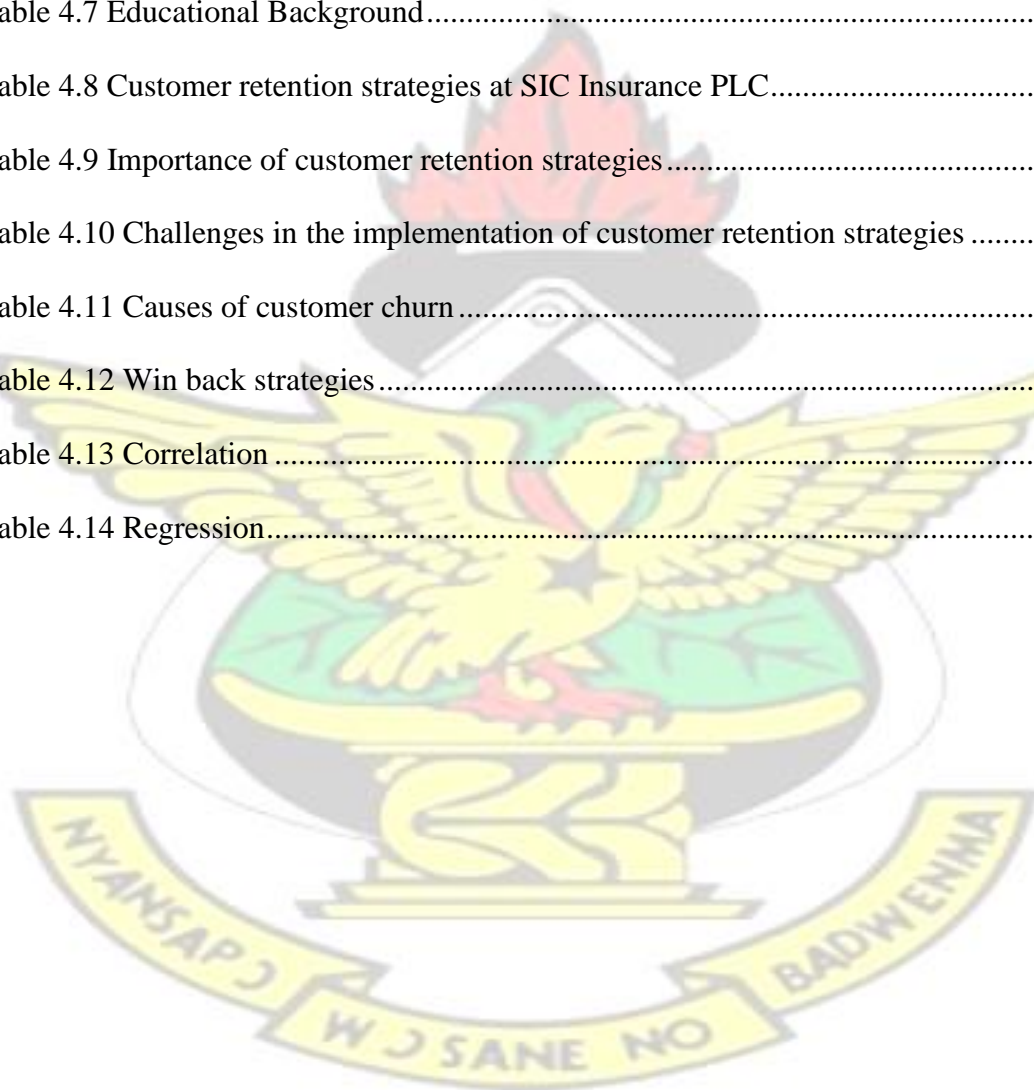 able 4.7 Educational Background..........................................................................................
able 4.8 Customer retention strategies at SIC Insurance PLC.......................................
able 4.9 Importance of customer retention strategies.....................................................
able 4.10 Challenges in the implementation of customer retention strategies ........
able 4.11 Causes of customer churn.....................................................................................
able 4.12 Win back strategies.................................................................................................
able 4.13 Correlation................................................................................................................
able 4.14 Regression.................................................................................................................
NYANSAPƆ
WƆSANE NO
BADWENMA